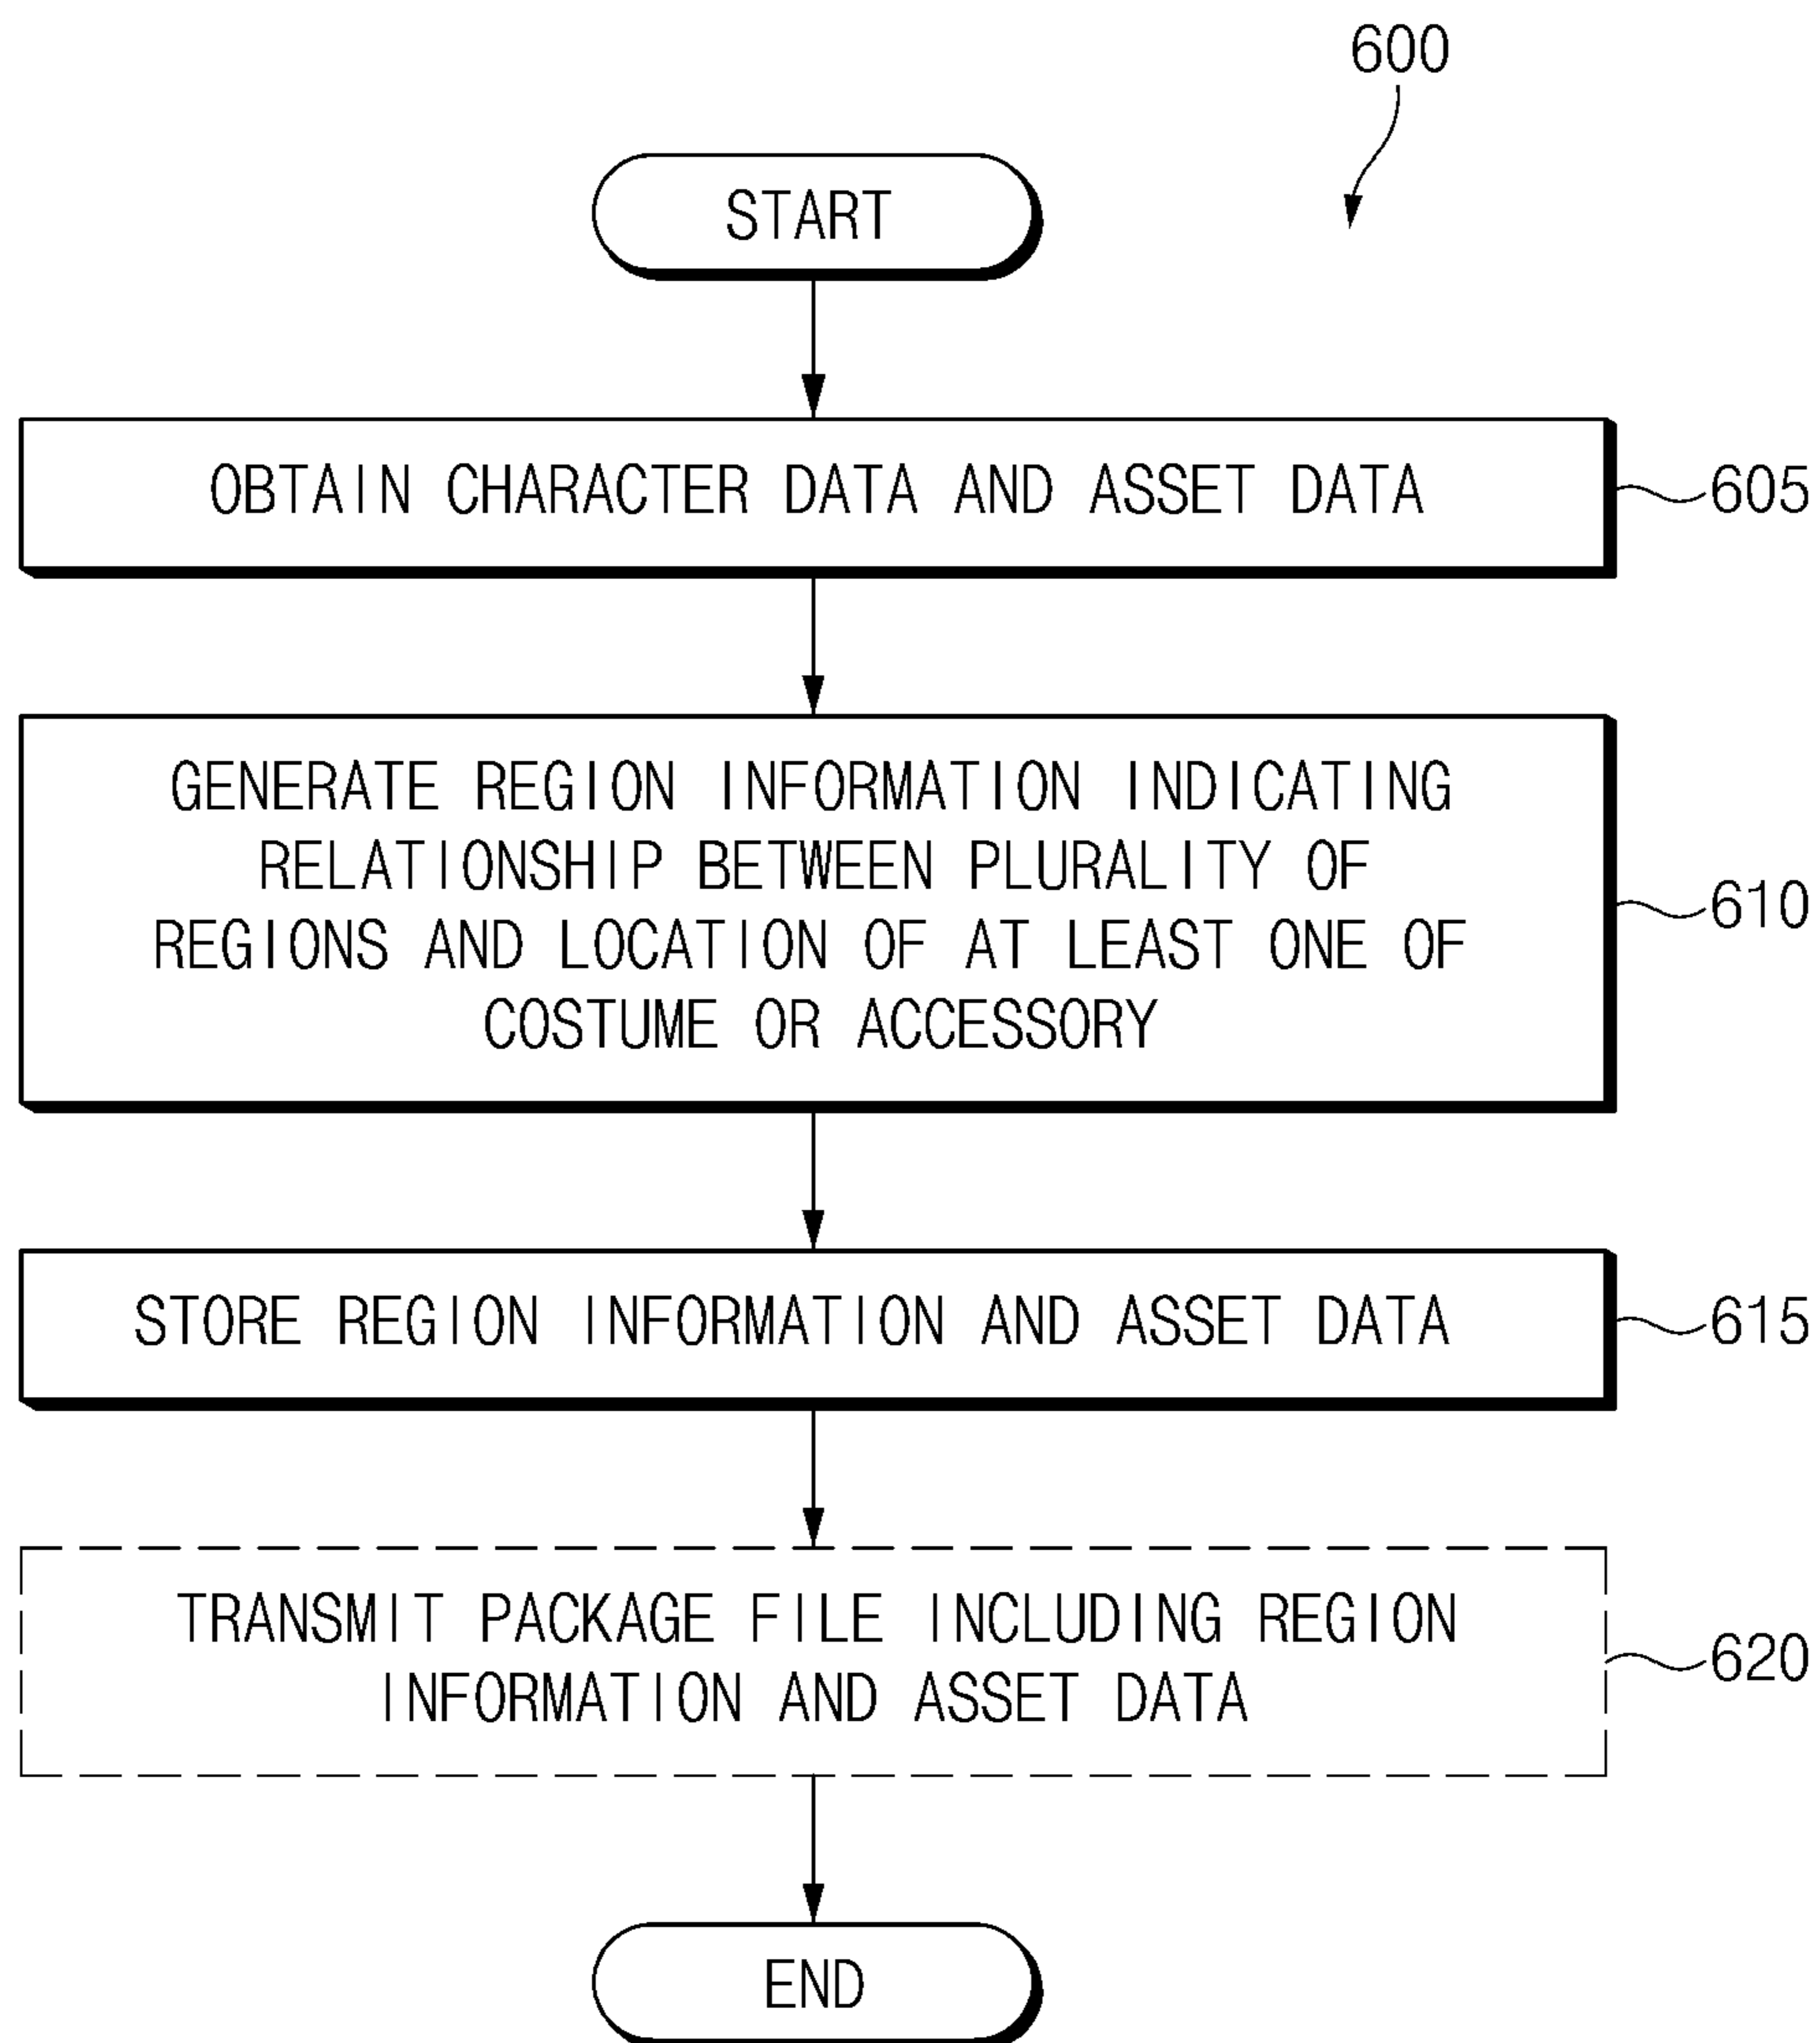 600
START
OBTAIN CHARACTER DATA AND ASSET DATA
605
GENERATE REGION INFORMATION INDICATING
RELATIONSHIP BETWEEN PLURALITY OF
REGIONS AND LOCATION OF AT LEAST ONE OF
COSTUME OR ACCESSORY
610
STORE REGION INFORMATION AND ASSET DATA
615
TRANSMIT PACKAGE FILE INCLUDING REGION
INFORMATION AND ASSET DATA
620
END